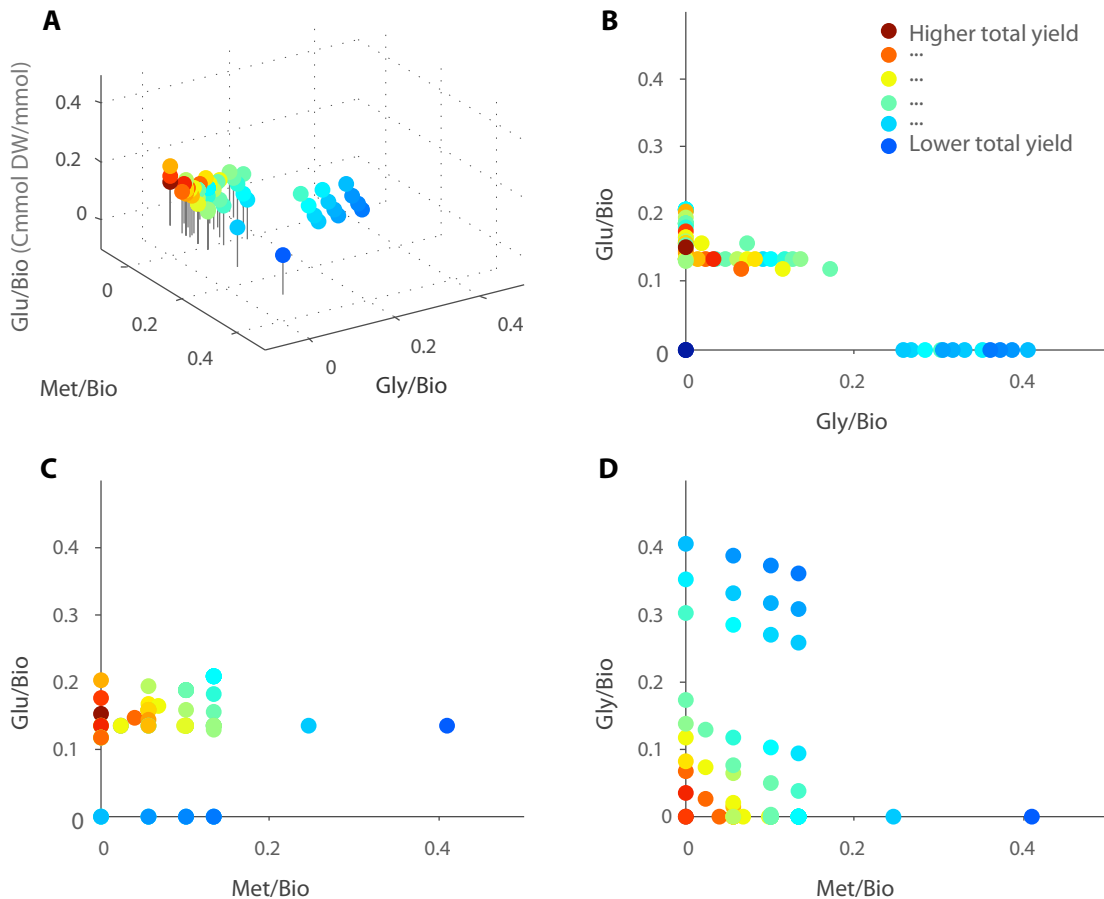 A
Glu/Bio (Cmmol DW/mmol)
0.4
0.2
0
0
0.2
0.4
Met/Bio
0
0.2
0.4
Gly/Bio
B
Higher total yield
...
...
...
...
Lower total yield
Glu/Bio
0.4
0.3
0.2
0.1
0
0
0.2
0.4
Gly/Bio
C
Glu/Bio
0.4
0.3
0.2
0.1
0
0
0.2
0.4
Met/Bio
D
Gly/Bio
0.4
0.3
0.2
0.1
0
0
0.2
0.4
Met/Bio